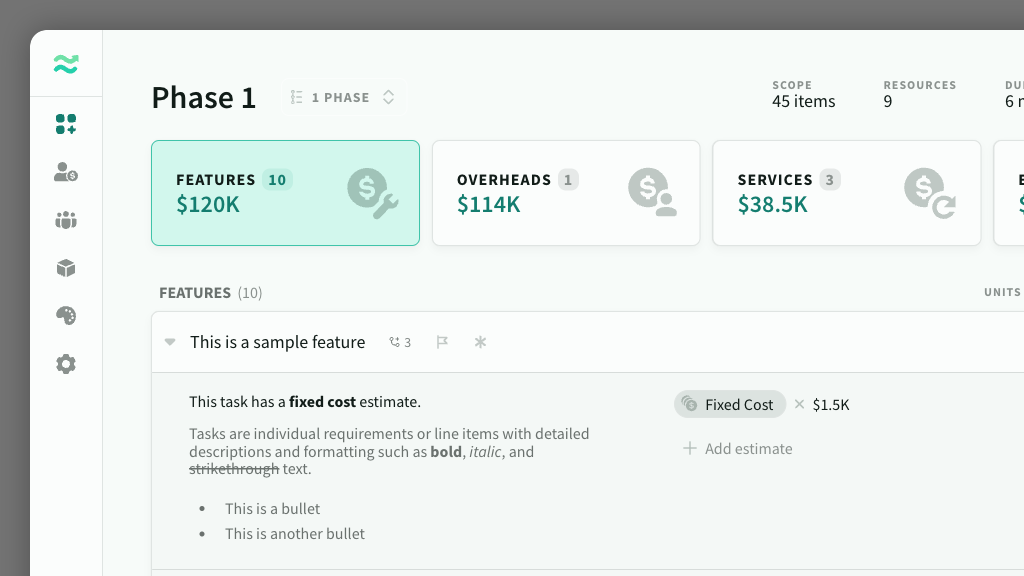 Phase 1
1 PHASE
SCOPE
45 items
RESOURCES
9
6
FEATURES 10
$120K
OVERHEADS 1
$114K
SERVICES 3
$38.5K
FEATURES (10)
UNITS
This is a sample feature
3
This task has a fixed cost estimate.
Fixed Cost × $1.5K
Tasks are individual requirements or line items with detailed
descriptions and formatting such as bold, italic, and
strikethrough text.
Add estimate
• This is a bullet
• This is another bullet